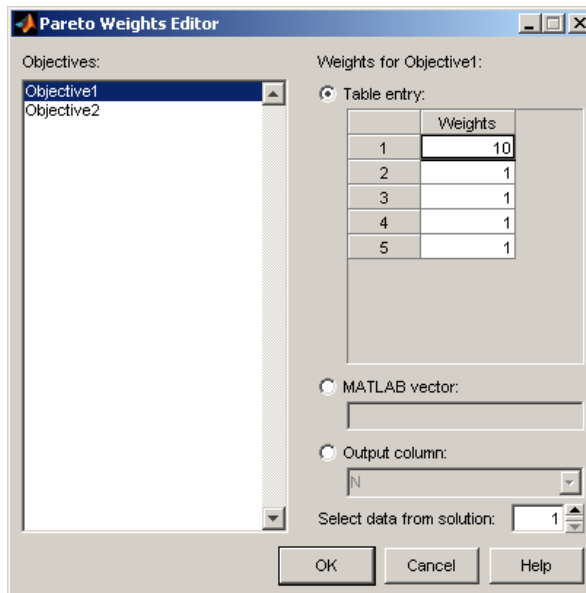 Pareto Weights Editor
Objectives:
Objective1
Objective2
Weights for Objective1:
Table entry:
Weights
1 10
2 1
3 1
4 1
5 1
MATLAB vector:
Output column:
N
Select data from solution: 1
OK Cancel Help